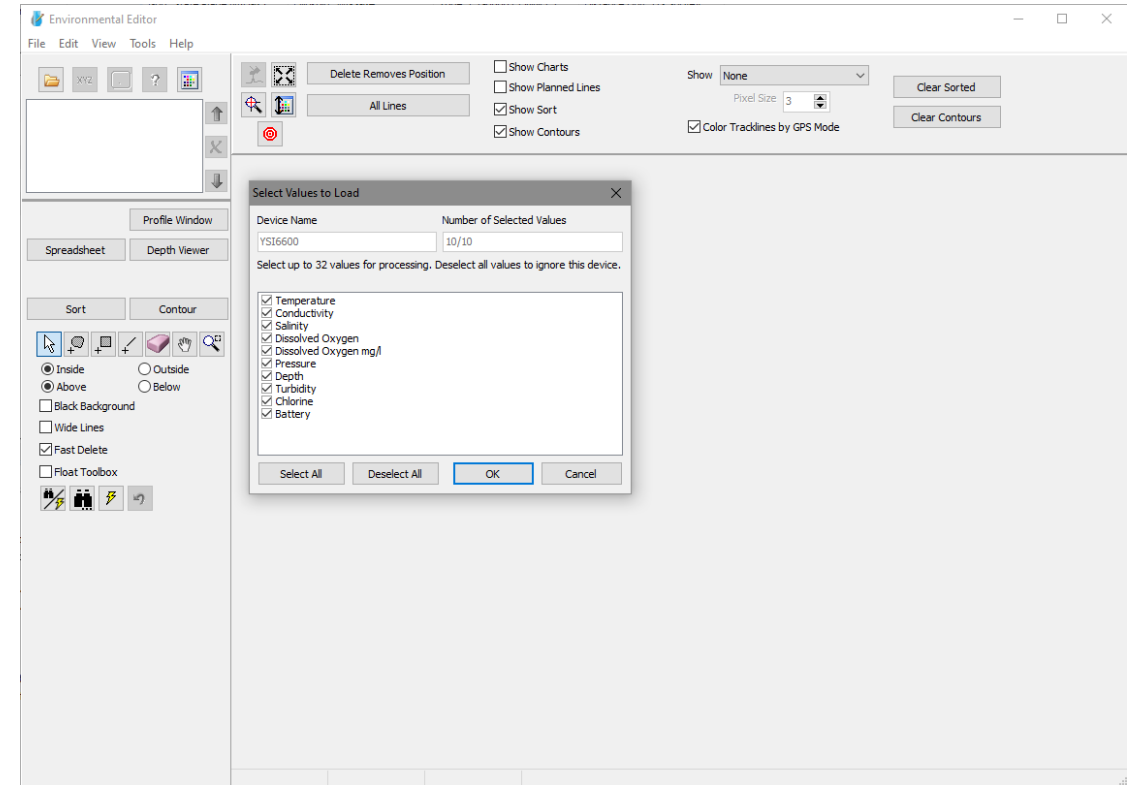 Environmental Editor
File Edit View Tools Help
XYZ
?
Delete Removes Position
All Lines
Show Charts
Show Planned Lines
Show Sort
Show Contours
Show None
Pixel Size 3
Color Tracklines by GPS Mode
Clear Sorted
Clear Contours
Profile Window
Spreadsheet
Depth Viewer
Sort
Contour
Inside
Outside
Above
Below
Black Background
Wide Lines
Fast Delete
Float Toolbox
Select Values to Load
Device Name
Number of Selected Values
YSI6600
10/10
Select up to 32 values for processing. Deselect all values to ignore this device.
Temperature
Conductivity
Salinity
Dissolved Oxygen
Dissolved Oxygen mg/l
Pressure
Depth
Turbidity
Chlorine
Battery
Select All
Deselect All
OK
Cancel